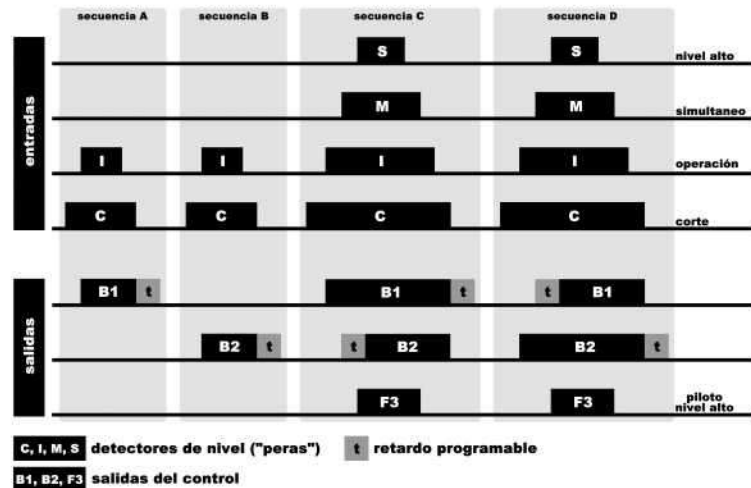 secuencia A secuencia B secuencia C secuencia D
entradas
S S nivel alto
M M simultaneo
I I I I operación
C C C C corte
salidas
B1 t B1 t t B1
B2 t t B2 B2 t
F3 F3 piloto
nivel alto
C, I, M, S detectores de nivel ("peras") t retardo programable
B1, B2, F3 salidas del control